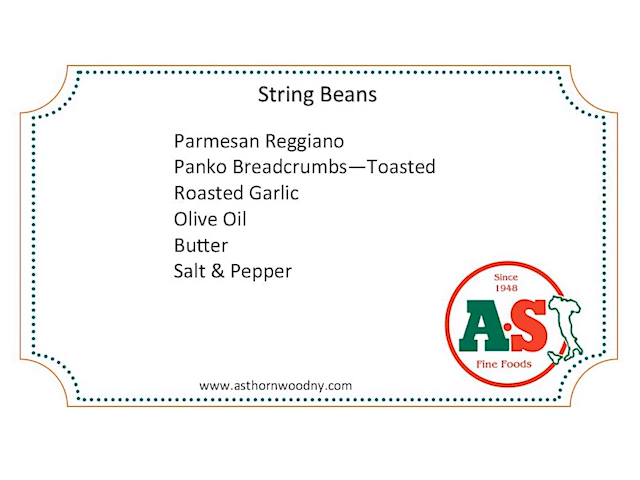 String Beans
Parmesan Reggiano
Panko Breadcrumbs—Toasted
Roasted Garlic
Olive Oil
Butter
Salt & Pepper
Since
1948
A·S
Fine Foods
www.asthornwoodny.com